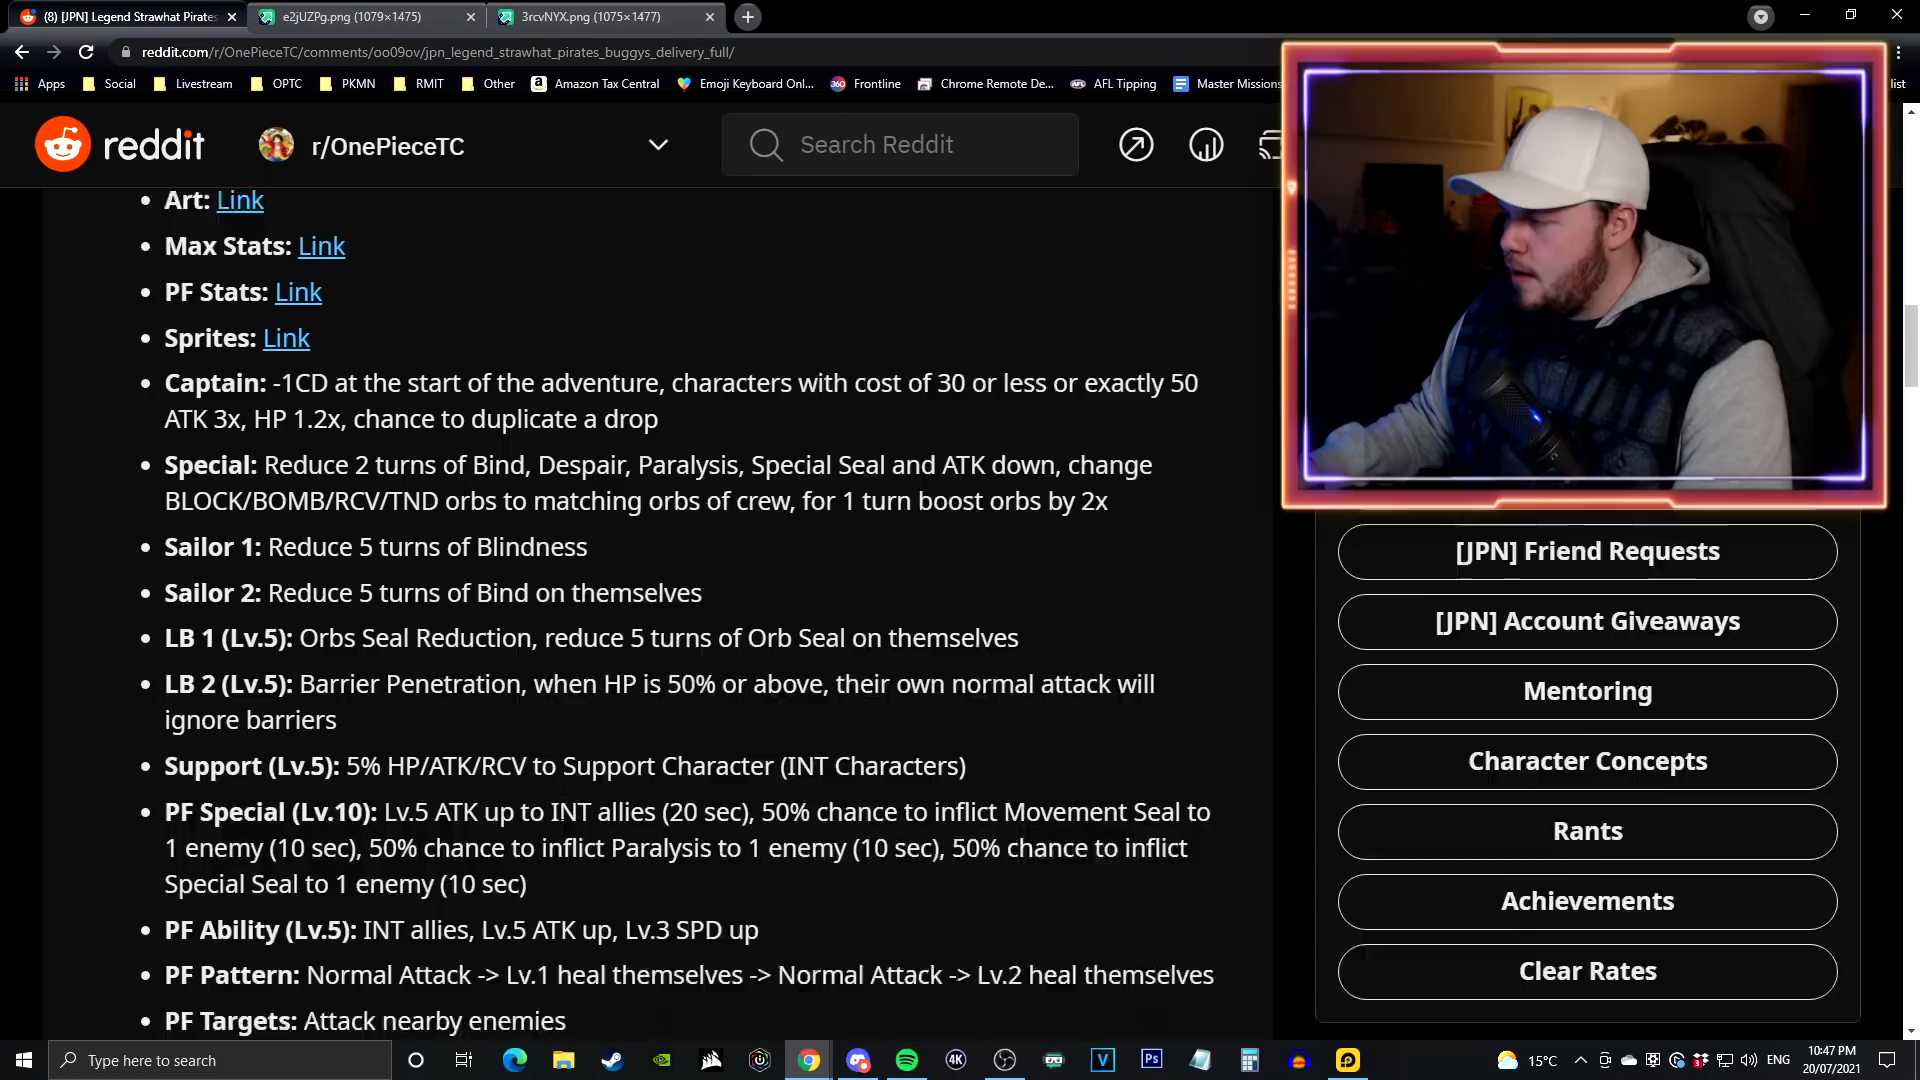 (8) [JPN] Legend Strawhat Pirates
e2jUZPg.png (1079×1475)
3rcvNYX.png (1075×1477)
reddit.com/r/OnePieceTC/comments/oo09ov/jpn_legend_strawhat_pirates_buggys_delivery_full/
Apps
Social
Livestream
OPTC
PKMN
RMIT
Other
Amazon Tax Central
Emoji Keyboard Onl...
Frontline
Chrome Remote De...
AFL Tipping
Master Missions
list
reddit
r/OnePieceTC
Search Reddit
• Art: Link
• Max Stats: Link
• PF Stats: Link
• Sprites: Link
• Captain: -1CD at the start of the adventure, characters with cost of 30 or less or exactly 50
ATK 3x, HP 1.2x, chance to duplicate a drop
• Special: Reduce 2 turns of Bind, Despair, Paralysis, Special Seal and ATK down, change
BLOCK/BOMB/RCV/TND orbs to matching orbs of crew, for 1 turn boost orbs by 2x
• Sailor 1: Reduce 5 turns of Blindness
• Sailor 2: Reduce 5 turns of Bind on themselves
• LB 1 (Lv.5): Orbs Seal Reduction, reduce 5 turns of Orb Seal on themselves
• LB 2 (Lv.5): Barrier Penetration, when HP is 50% or above, their own normal attack will
ignore barriers
• Support (Lv.5): 5% HP/ATK/RCV to Support Character (INT Characters)
• PF Special (Lv.10): Lv.5 ATK up to INT allies (20 sec), 50% chance to inflict Movement Seal to
1 enemy (10 sec), 50% chance to inflict Paralysis to 1 enemy (10 sec), 50% chance to inflict
Special Seal to 1 enemy (10 sec)
• PF Ability (Lv.5): INT allies, Lv.5 ATK up, Lv.3 SPD up
• PF Pattern: Normal Attack -> Lv.1 heal themselves -> Normal Attack -> Lv.2 heal themselves
• PF Targets: Attack nearby enemies
[JPN] Friend Requests
[JPN] Account Giveaways
Mentoring
Character Concepts
Rants
Achievements
Clear Rates
Type here to search
4K
V
Ps
15°C
ENG
10:47 PM
20/07/2021